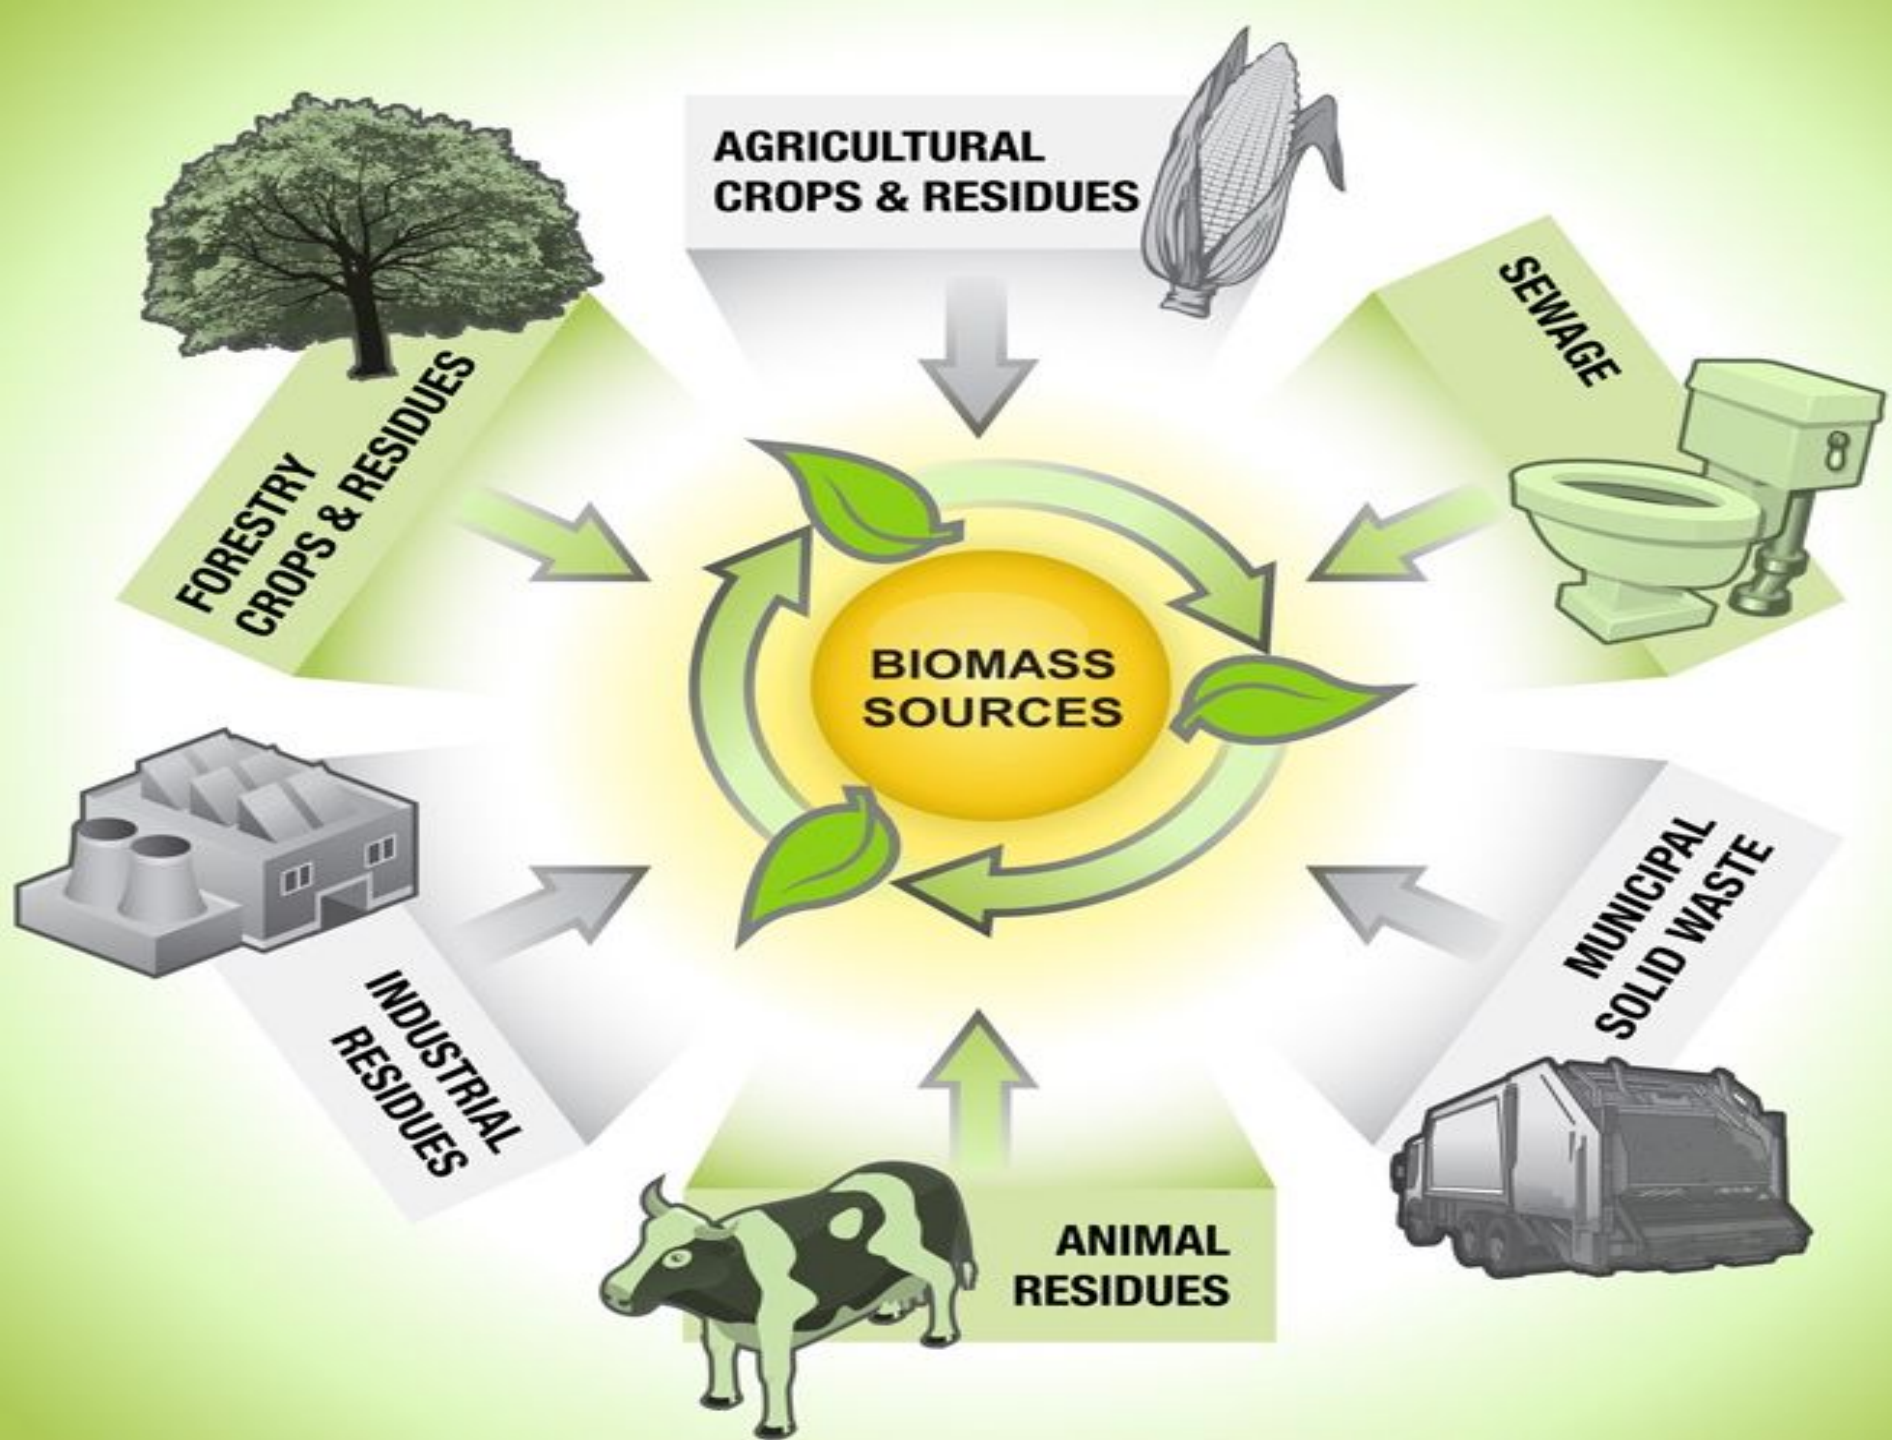 AGRICULTURAL
CROPS & RESIDUES
SEWAGE
FORESTRY
CROPS & RESIDUES
BIOMASS
SOURCES
MUNICIPAL
SOLID WASTE
INDUSTRIAL
RESIDUES
ANIMAL
RESIDUES